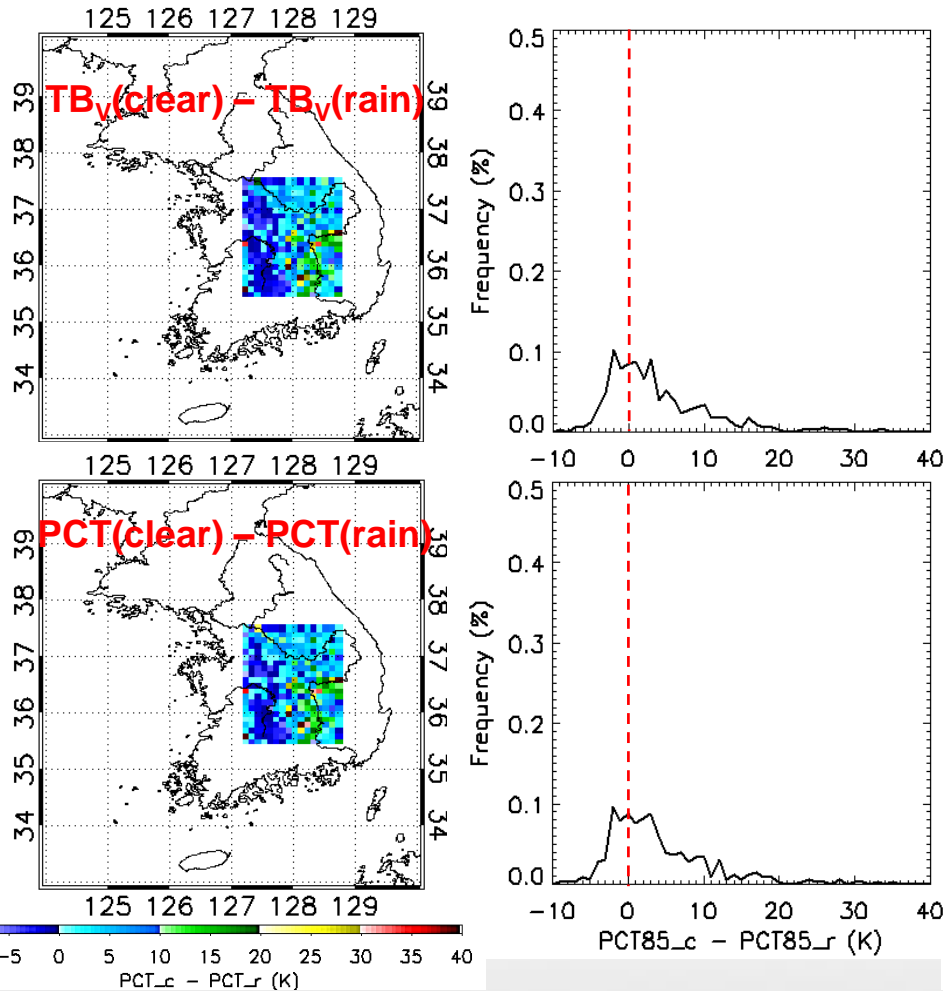 125 126 127 128 129
TB_V(clear) – TB_V(rain)
39 38 37 36 35 34
39 38 37 36 35 34
Frequency (%)
0.5
0.4
0.3
0.2
0.1
0.0
-10 0 10 20 30 40
125 126 127 128 129
PCT(clear) – PCT(rain)
39 38 37 36 35 34
39 38 37 36 35 34
125 126 127 128 129
Frequency (%)
0.5
0.4
0.3
0.2
0.1
0.0
-10 0 10 20 30 40
PCT85_c - PCT85_r (K)
-5 0 5 10 15 20 25 30 35 40
PCT_c - PCT_r (K)